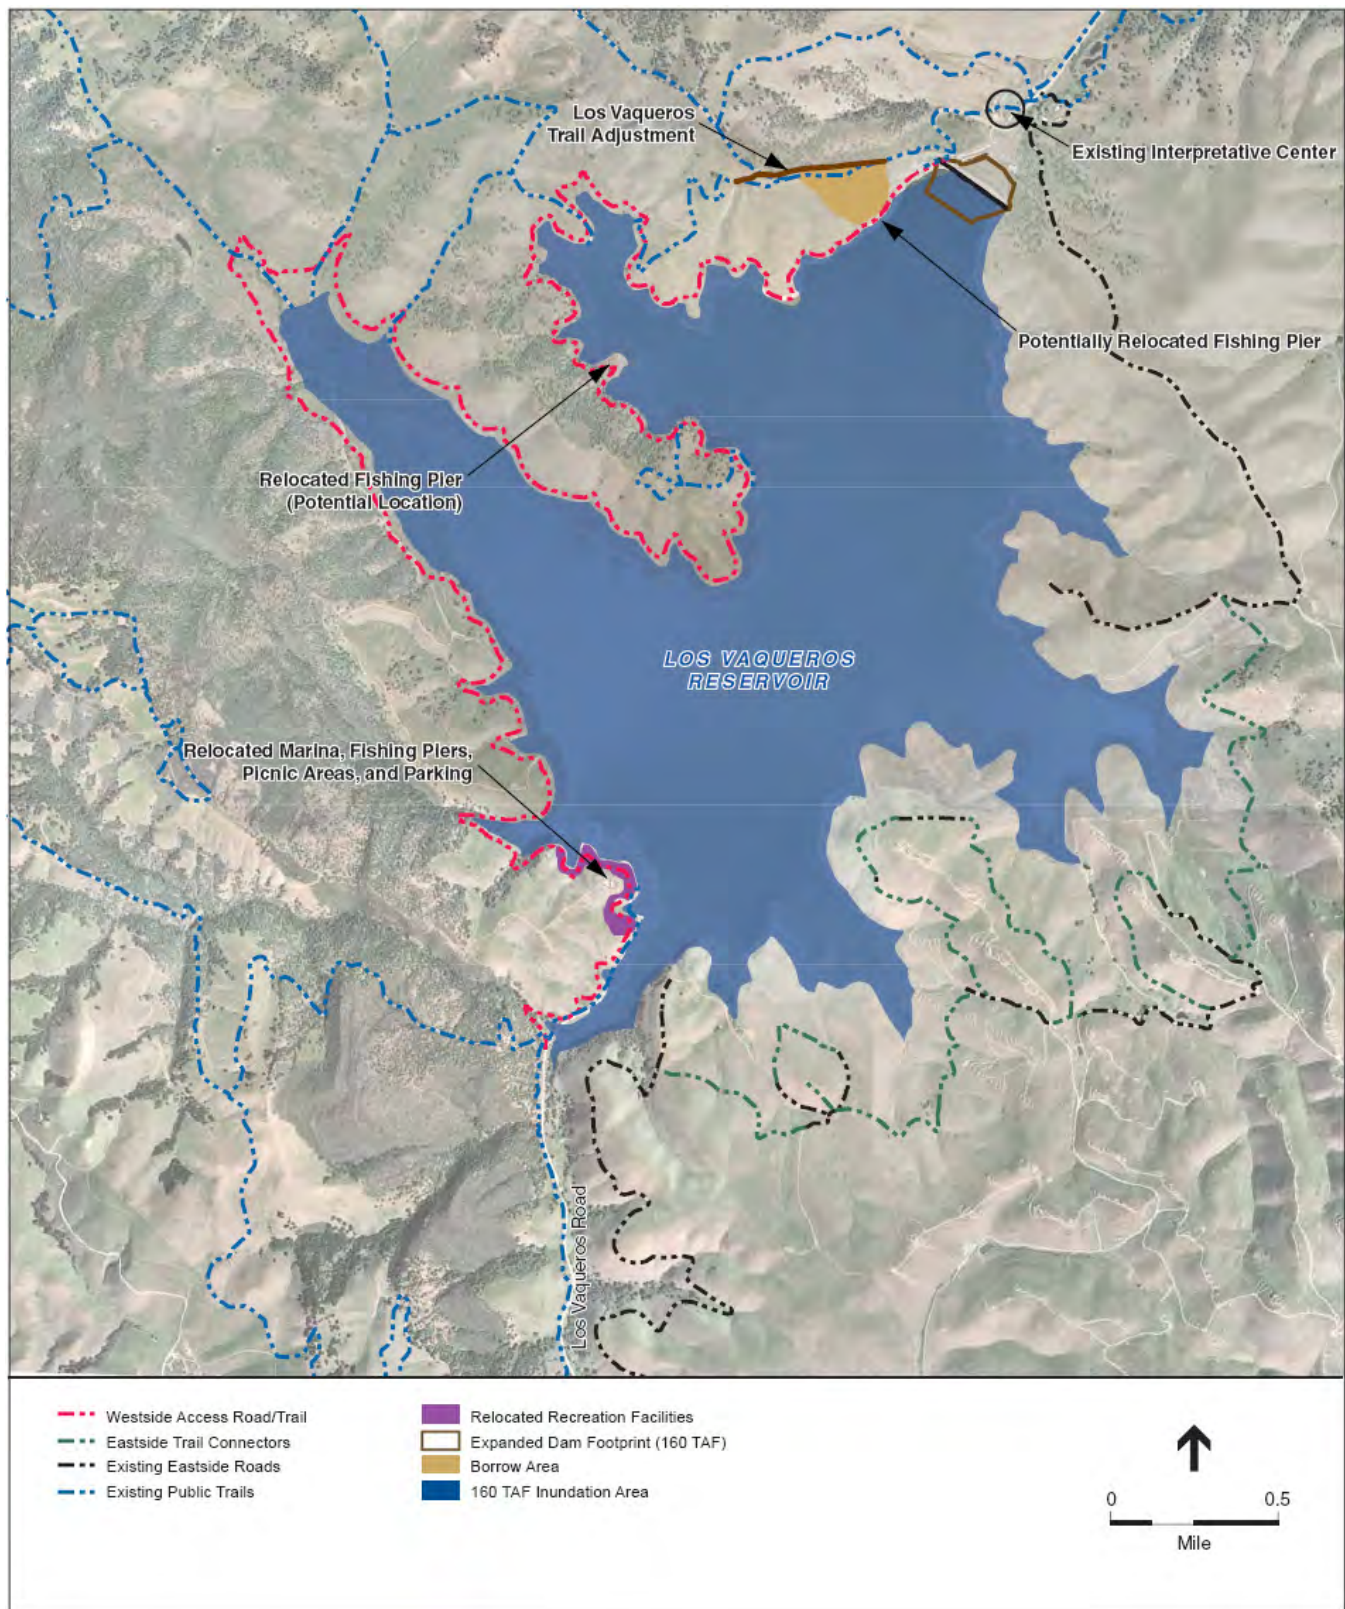 Los Vaqueros
Trail Adjustment
Existing Interpretative Center
Potentially Relocated Fishing Pier
Relocated Fishing Pier
(Potential Location)
LOS VAQUEROS
RESERVOIR
Relocated Marina, Fishing Piers,
Picnic Areas, and Parking
Los Vaqueros Road
Westside Access Road/Trail
Eastside Trail Connectors
Existing Eastside Roads
Existing Public Trails
Relocated Recreation Facilities
Expanded Dam Footprint (160 TAF)
Borrow Area
160 TAF Inundation Area
0 0.5
Mile